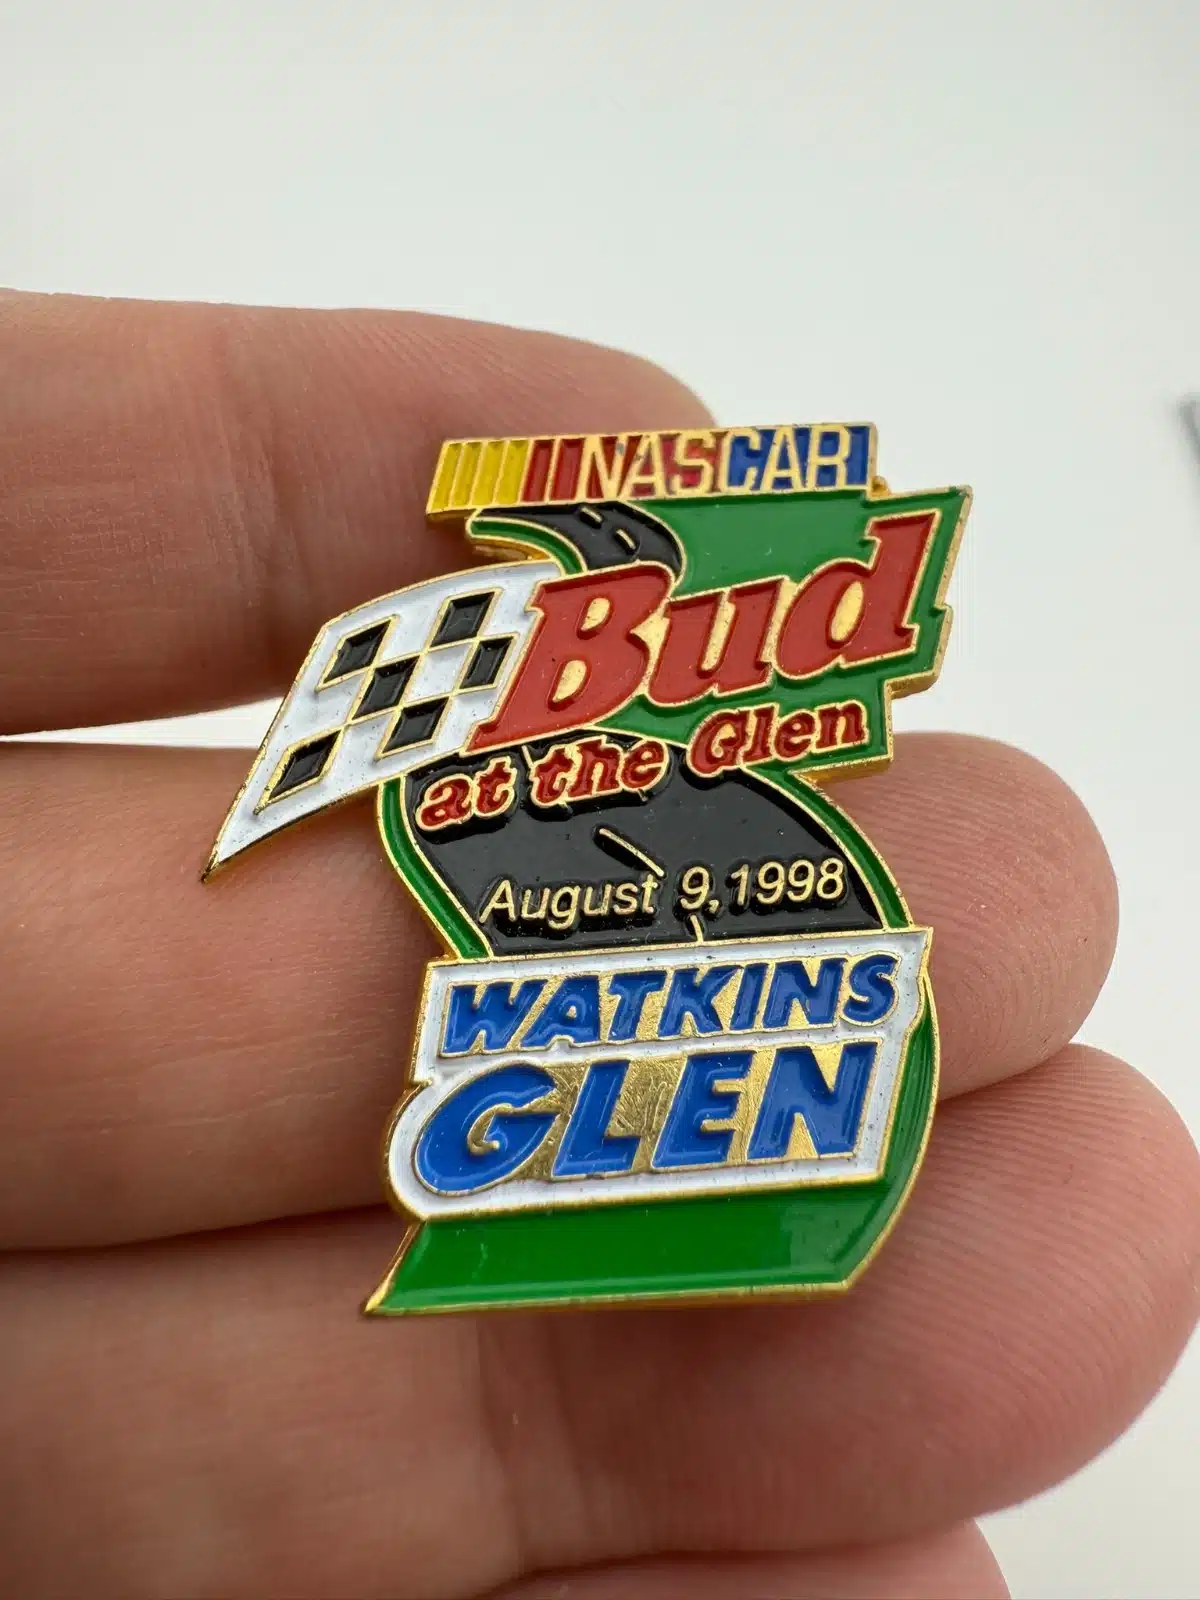 NASCAR
Bud
at the Glen
August 9, 1998
WATKINS
GLEN